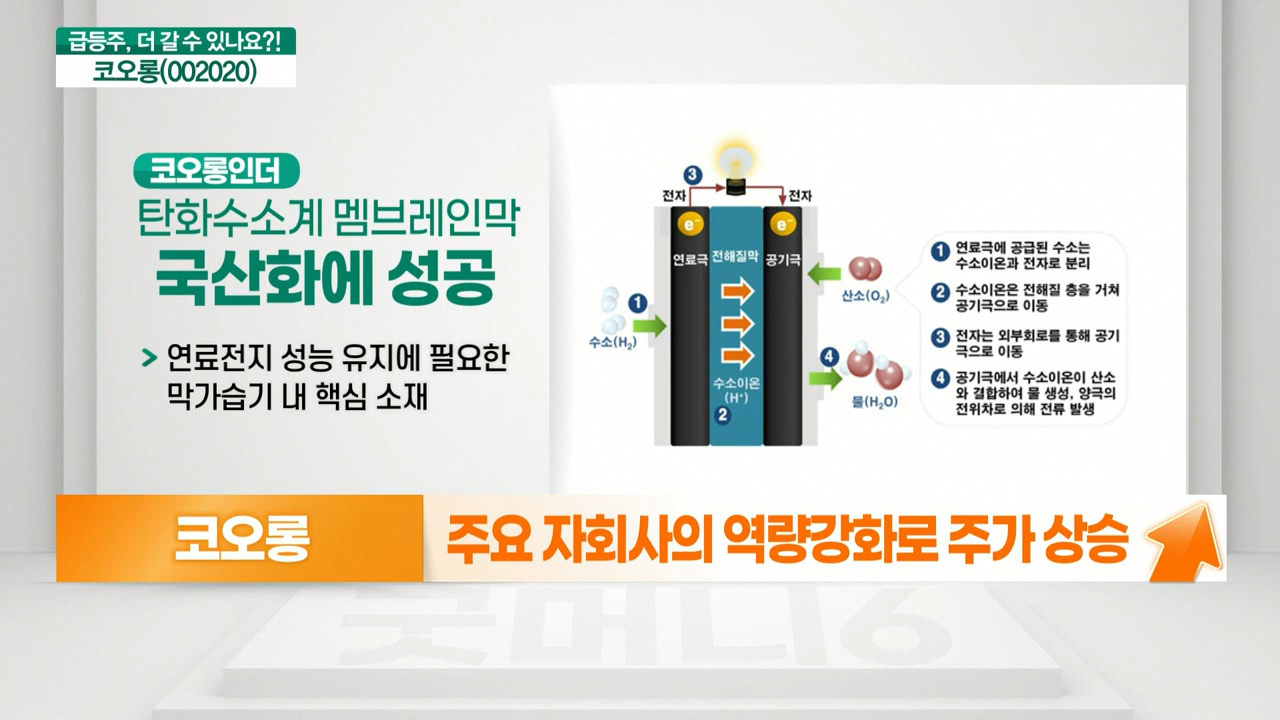 급등주, 더 갈 수 있나요?!
코오롱(002020)
코오롱인더
탄화수소계 멤브레인막
국산화에 성공
> 연료전지 성능 유지에 필요한
막가습기 내 핵심 소재
3
전자
전자
e⁻
e⁻
연료극
전해질막
공기극
1
수소(H₂)
산소(O₂)
4
물(H₂O)
수소이온
(H⁺)
2
1 연료극에 공급된 수소는
수소이온과 전자로 분리
2 수소이온은 전해질 층을 거쳐
공기극으로 이동
3 전자는 외부회로를 통해 공기
극으로 이동
4 공기극에서 수소이온이 산소
와 결합하여 물 생성, 양극의
전위차로 의해 전류 발생
코오롱
주요 자회사의 역량강화로 주가 상승
굿머니6